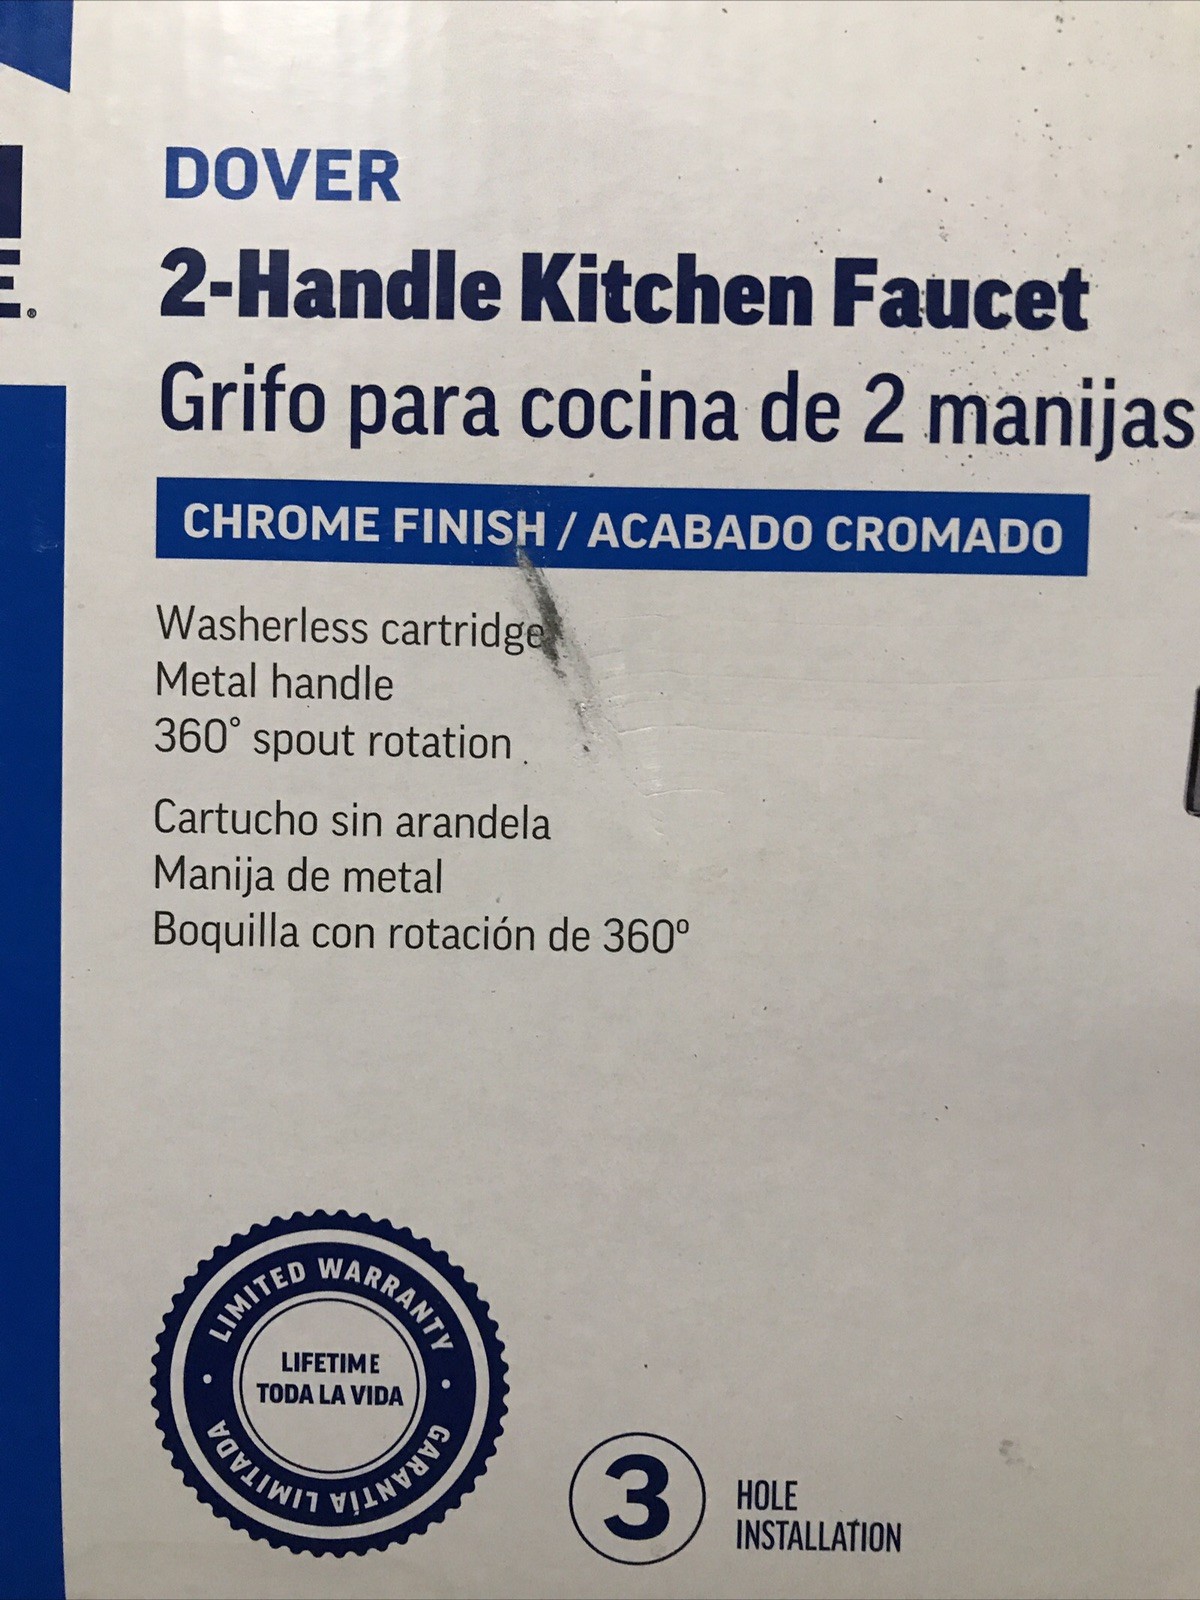 DOVER
2-Handle Kitchen Faucet
Grifo para cocina de 2 manijas
CHROME FINISH / ACABADO CROMADO
Washerless cartridge
Metal handle
360° spout rotation
Cartucho sin arandela
Manija de metal
Boquilla con rotación de 360º
LIMITED WARRANTY
LIFETIME
TODA LA VIDA
GARANTÍA LIMITADA
3
HOLE
INSTALLATION